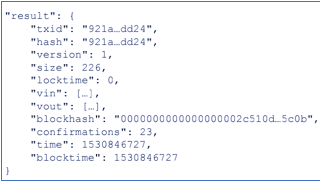 "result": {
    "txid": "921a…dd24",
    "hash": "921a…dd24",
    "version": 1,
    "size": 226,
    "locktime": 0,
    "vin": […],
    "vout": […],
    "blockhash": "0000000000000000002c510d…5c0b",
    "confirmations": 23,
    "time": 1530846727,
    "blocktime": 1530846727
}